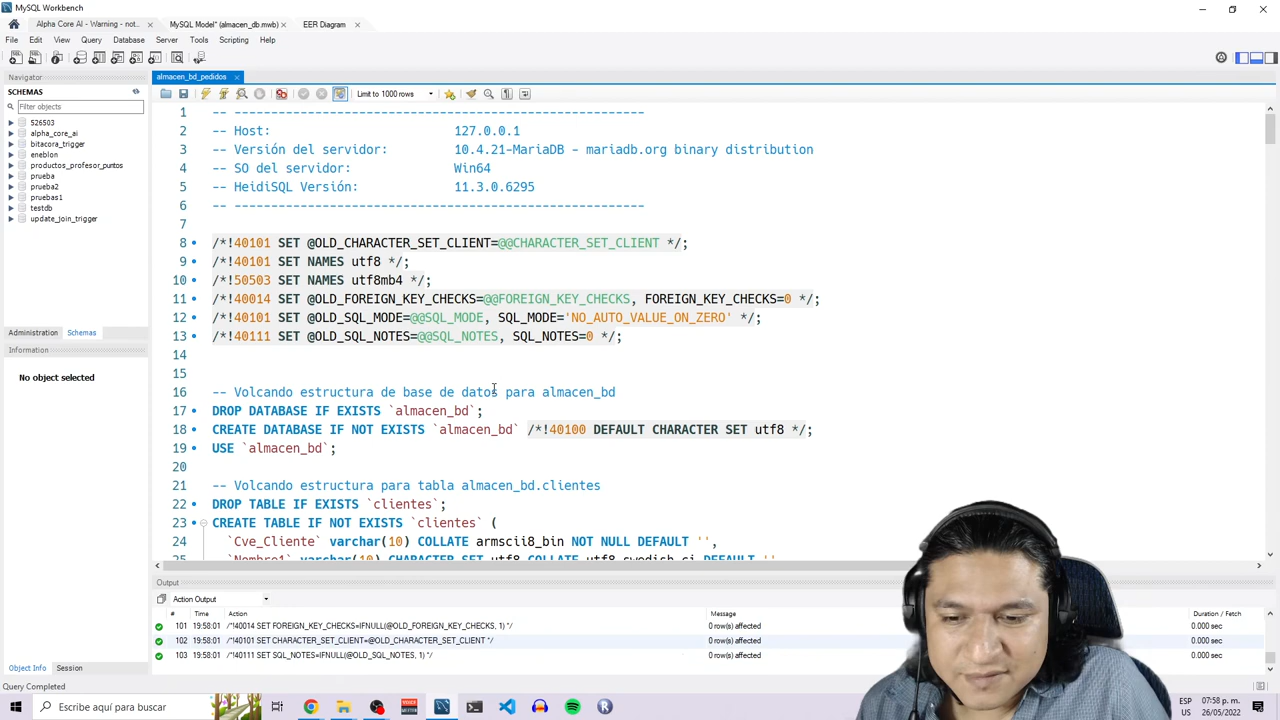 MySQL Workbench
Alpha Core AI - Warning - not...
MySQL Model* (almacen_db.mwb)
EER Diagram
File Edit View Query Database Server Tools Scripting Help
Navigator
SCHEMAS
Filter objects
526503
alpha_core_ai
bitacora_trigger
eneblon
productos_profesor_puntos
prueba
prueba2
pruebas1
testdb
update_join_trigger
Administration Schemas
Information
No object selected
Object Info Session
Query Completed
almacen_bd_pedidos
Limit to 1000 rows
1 -- --------------------------------------------------------
2 -- Host: 127.0.0.1
3 -- Versión del servidor: 10.4.21-MariaDB - mariadb.org binary distribution
4 -- SO del servidor: Win64
5 -- HeidiSQL Versión: 11.3.0.6295
6 -- --------------------------------------------------------
7
8 /*!40101 SET @OLD_CHARACTER_SET_CLIENT=@@CHARACTER_SET_CLIENT */;
9 /*!40101 SET NAMES utf8 */;
10 /*!50503 SET NAMES utf8mb4 */;
11 /*!40014 SET @OLD_FOREIGN_KEY_CHECKS=@@FOREIGN_KEY_CHECKS, FOREIGN_KEY_CHECKS=0 */;
12 /*!40101 SET @OLD_SQL_MODE=@@SQL_MODE, SQL_MODE='NO_AUTO_VALUE_ON_ZERO' */;
13 /*!40111 SET @OLD_SQL_NOTES=@@SQL_NOTES, SQL_NOTES=0 */;
14
15
16 -- Volcando estructura de base de datos para almacen_bd
17 DROP DATABASE IF EXISTS `almacen_bd`;
18 CREATE DATABASE IF NOT EXISTS `almacen_bd` /*!40100 DEFAULT CHARACTER SET utf8 */;
19 USE `almacen_bd`;
20
21 -- Volcando estructura para tabla almacen_bd.clientes
22 DROP TABLE IF EXISTS `clientes`;
23 CREATE TABLE IF NOT EXISTS `clientes` (
24 `Cve_Cliente` varchar(10) COLLATE armscii8_bin NOT NULL DEFAULT '',
25 `Nombre1` varchar(10) CHARACTER SET utf8 COLLATE utf8_swedish_ci DEFAULT ''
Output
Action Output
# Time Action Message Duration / Fetch
101 19:58:01 /*!40014 SET FOREIGN_KEY_CHECKS=IFNULL(@OLD_FOREIGN_KEY_CHECKS, 1) */ 0 row(s) affected 0.000 sec
102 19:58:01 /*!40101 SET CHARACTER_SET_CLIENT=@OLD_CHARACTER_SET_CLIENT */ 0 row(s) affected 0.000 sec
103 19:58:01 /*!40111 SET SQL_NOTES=IFNULL(@OLD_SQL_NOTES, 1) */ 0 row(s) affected 0.000 sec
Escribe aquí para buscar
ESP
US
07:58 p. m.
26/05/2022